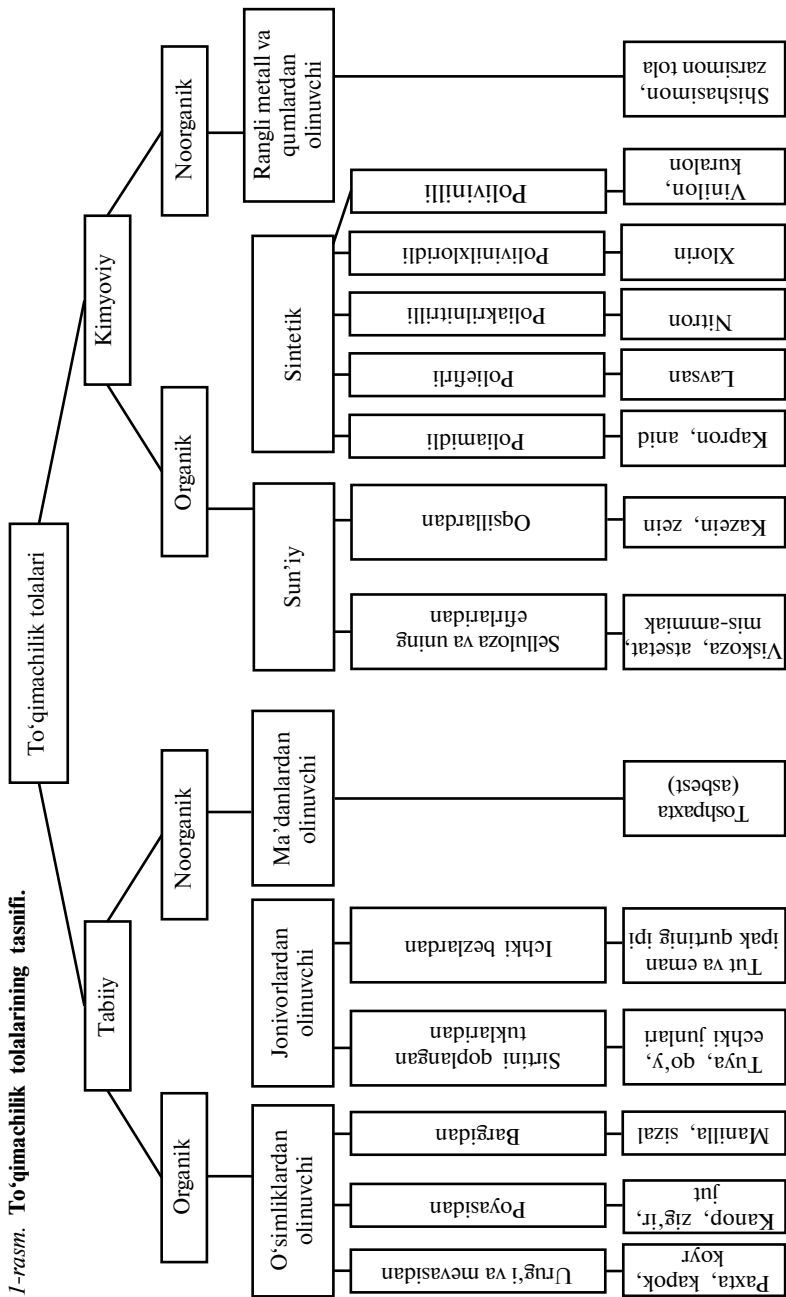 1-rasm. To‘qimachilik tolalarining tasnifi.
To‘qimachilik tolalari
Tabiiy
Kimyoviy
Organik
Noorganik
Organik
Noorganik
O‘simliklardan
olinuvchi
Jonivorlardan
olinuvchi
Ma’danlardan
olinuvchi
Sun’iy
Sintetik
Rangli metall va
qumlardan
olinuvchi
Urug‘i va mevasidan
Poyasidan
Bargidan
Sirtini qoplangan
tuklaridan
Ichki bezlardan
Selluloza va uning
efirlaridan
Oqsillardan
Poliamidli
Poliefirli
Poliakrilnitrilli
Polivinilxloridli
Polivinilli
Paxta, kapok,
koyr
Kanop, zig‘ir,
jut
Manilla, sizal
Tuya, qo‘y,
echki junlari
Tut va eman
ipak qurtinig ipi
Toshpaxta
(asbest)
Viskoza, atsetat,
mis-ammiak
Kazein, zein
Kapron, anid
Lavsan
Nitron
Xlorin
Vinilon,
kuralon
Shishasimon,
zarsimon tola